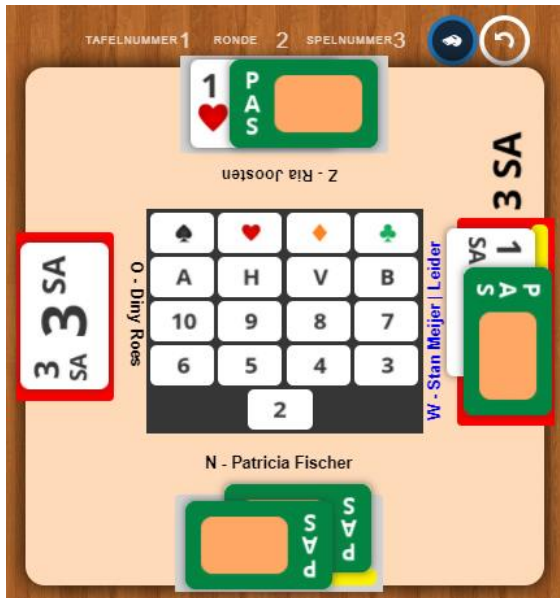 TAFELNUMMER 1 RONDE 2 SPELNUMMER 3
1
PAS
Z - Ria Joosten
3 SA
3 SA
3
3 SA
O - Diny Roes
A H V B
10 9 8 7
6 5 4 3
2
W - Stan Meijer | Leider
1
SA
PAS
N - Patricia Fischer
PAS
PAS